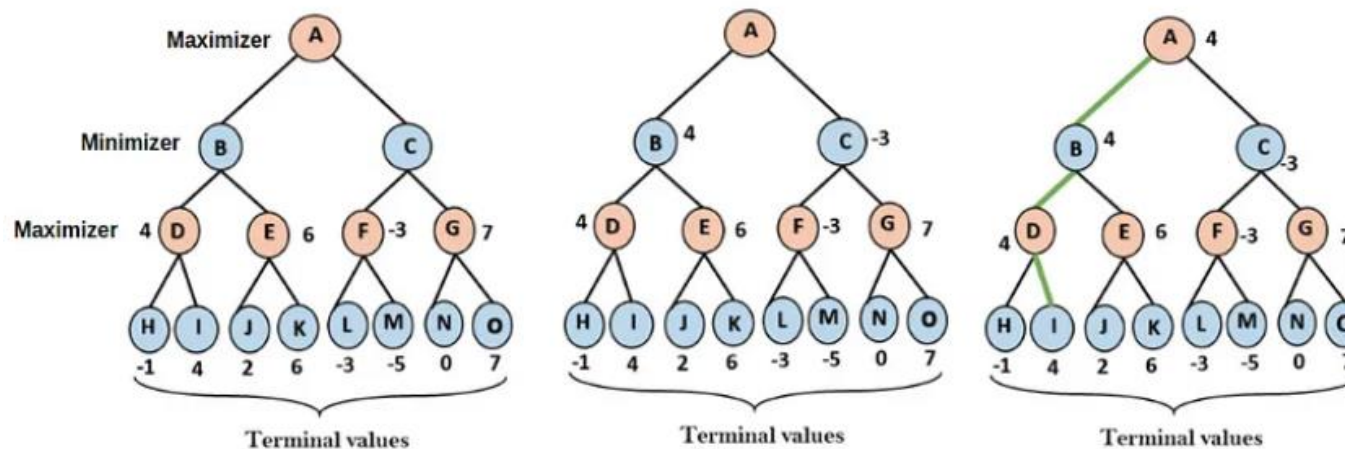 Maximizer A
Minimizer B C
Maximizer 4 D E 6 F -3 G 7
H I J K L M N O
-1 4 2 6 -3 -5 0 7
Terminal values
A
B 4 C -3
4 D E 6 F -3 G 7
H I J K L M N O
-1 4 2 6 -3 -5 0 7
Terminal values
A 4
B 4 C -3
4 D E 6 F -3 G 7
H I J K L M N
-1 4 2 6 -3 -5 0
Terminal values